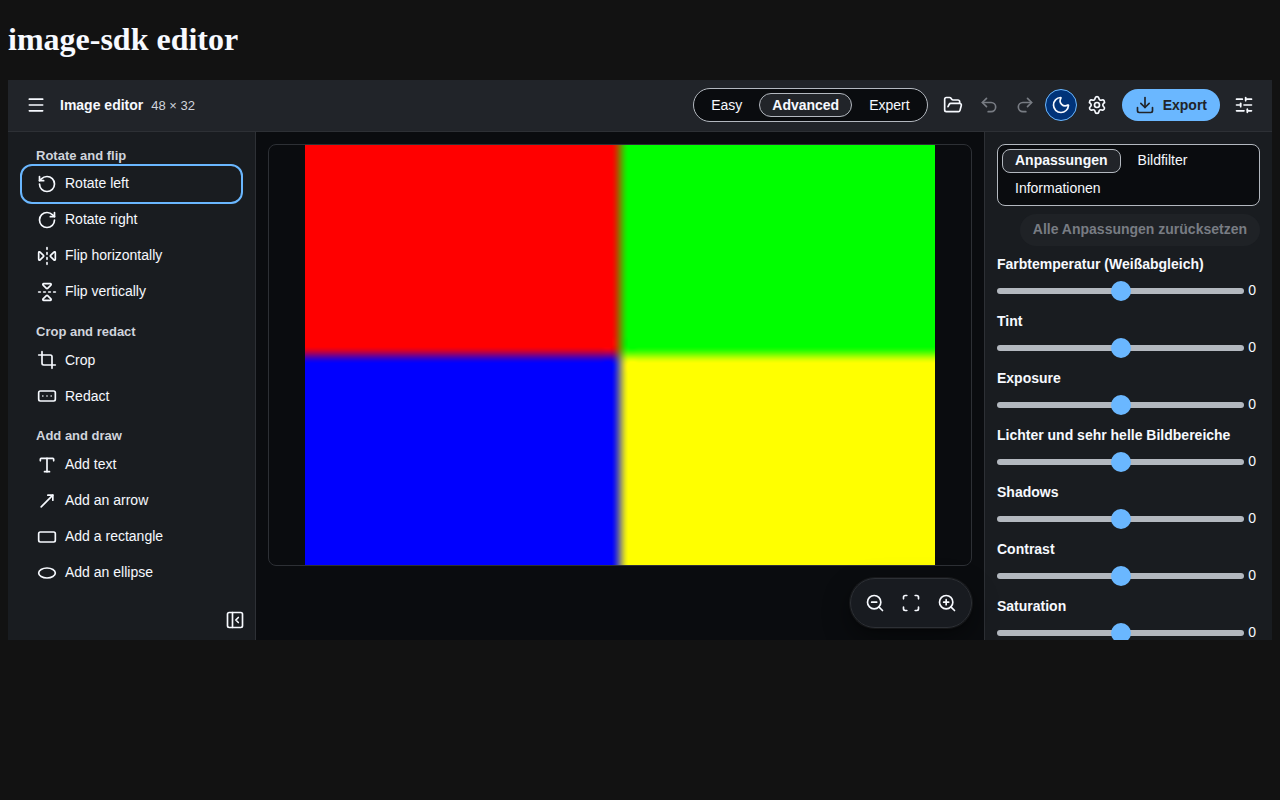 image-sdk editor
Image editor 48 × 32
Easy Advanced Expert
Export
Rotate and flip
Rotate left
Rotate right
Flip horizontally
Flip vertically
Crop and redact
Crop
Redact
Add and draw
Add text
Add an arrow
Add a rectangle
Add an ellipse
Anpassungen Bildfilter
Informationen
Alle Anpassungen zurücksetzen
Farbtemperatur (Weißabgleich)
0
Tint
0
Exposure
0
Lichter und sehr helle Bildbereiche
0
Shadows
0
Contrast
0
Saturation
0